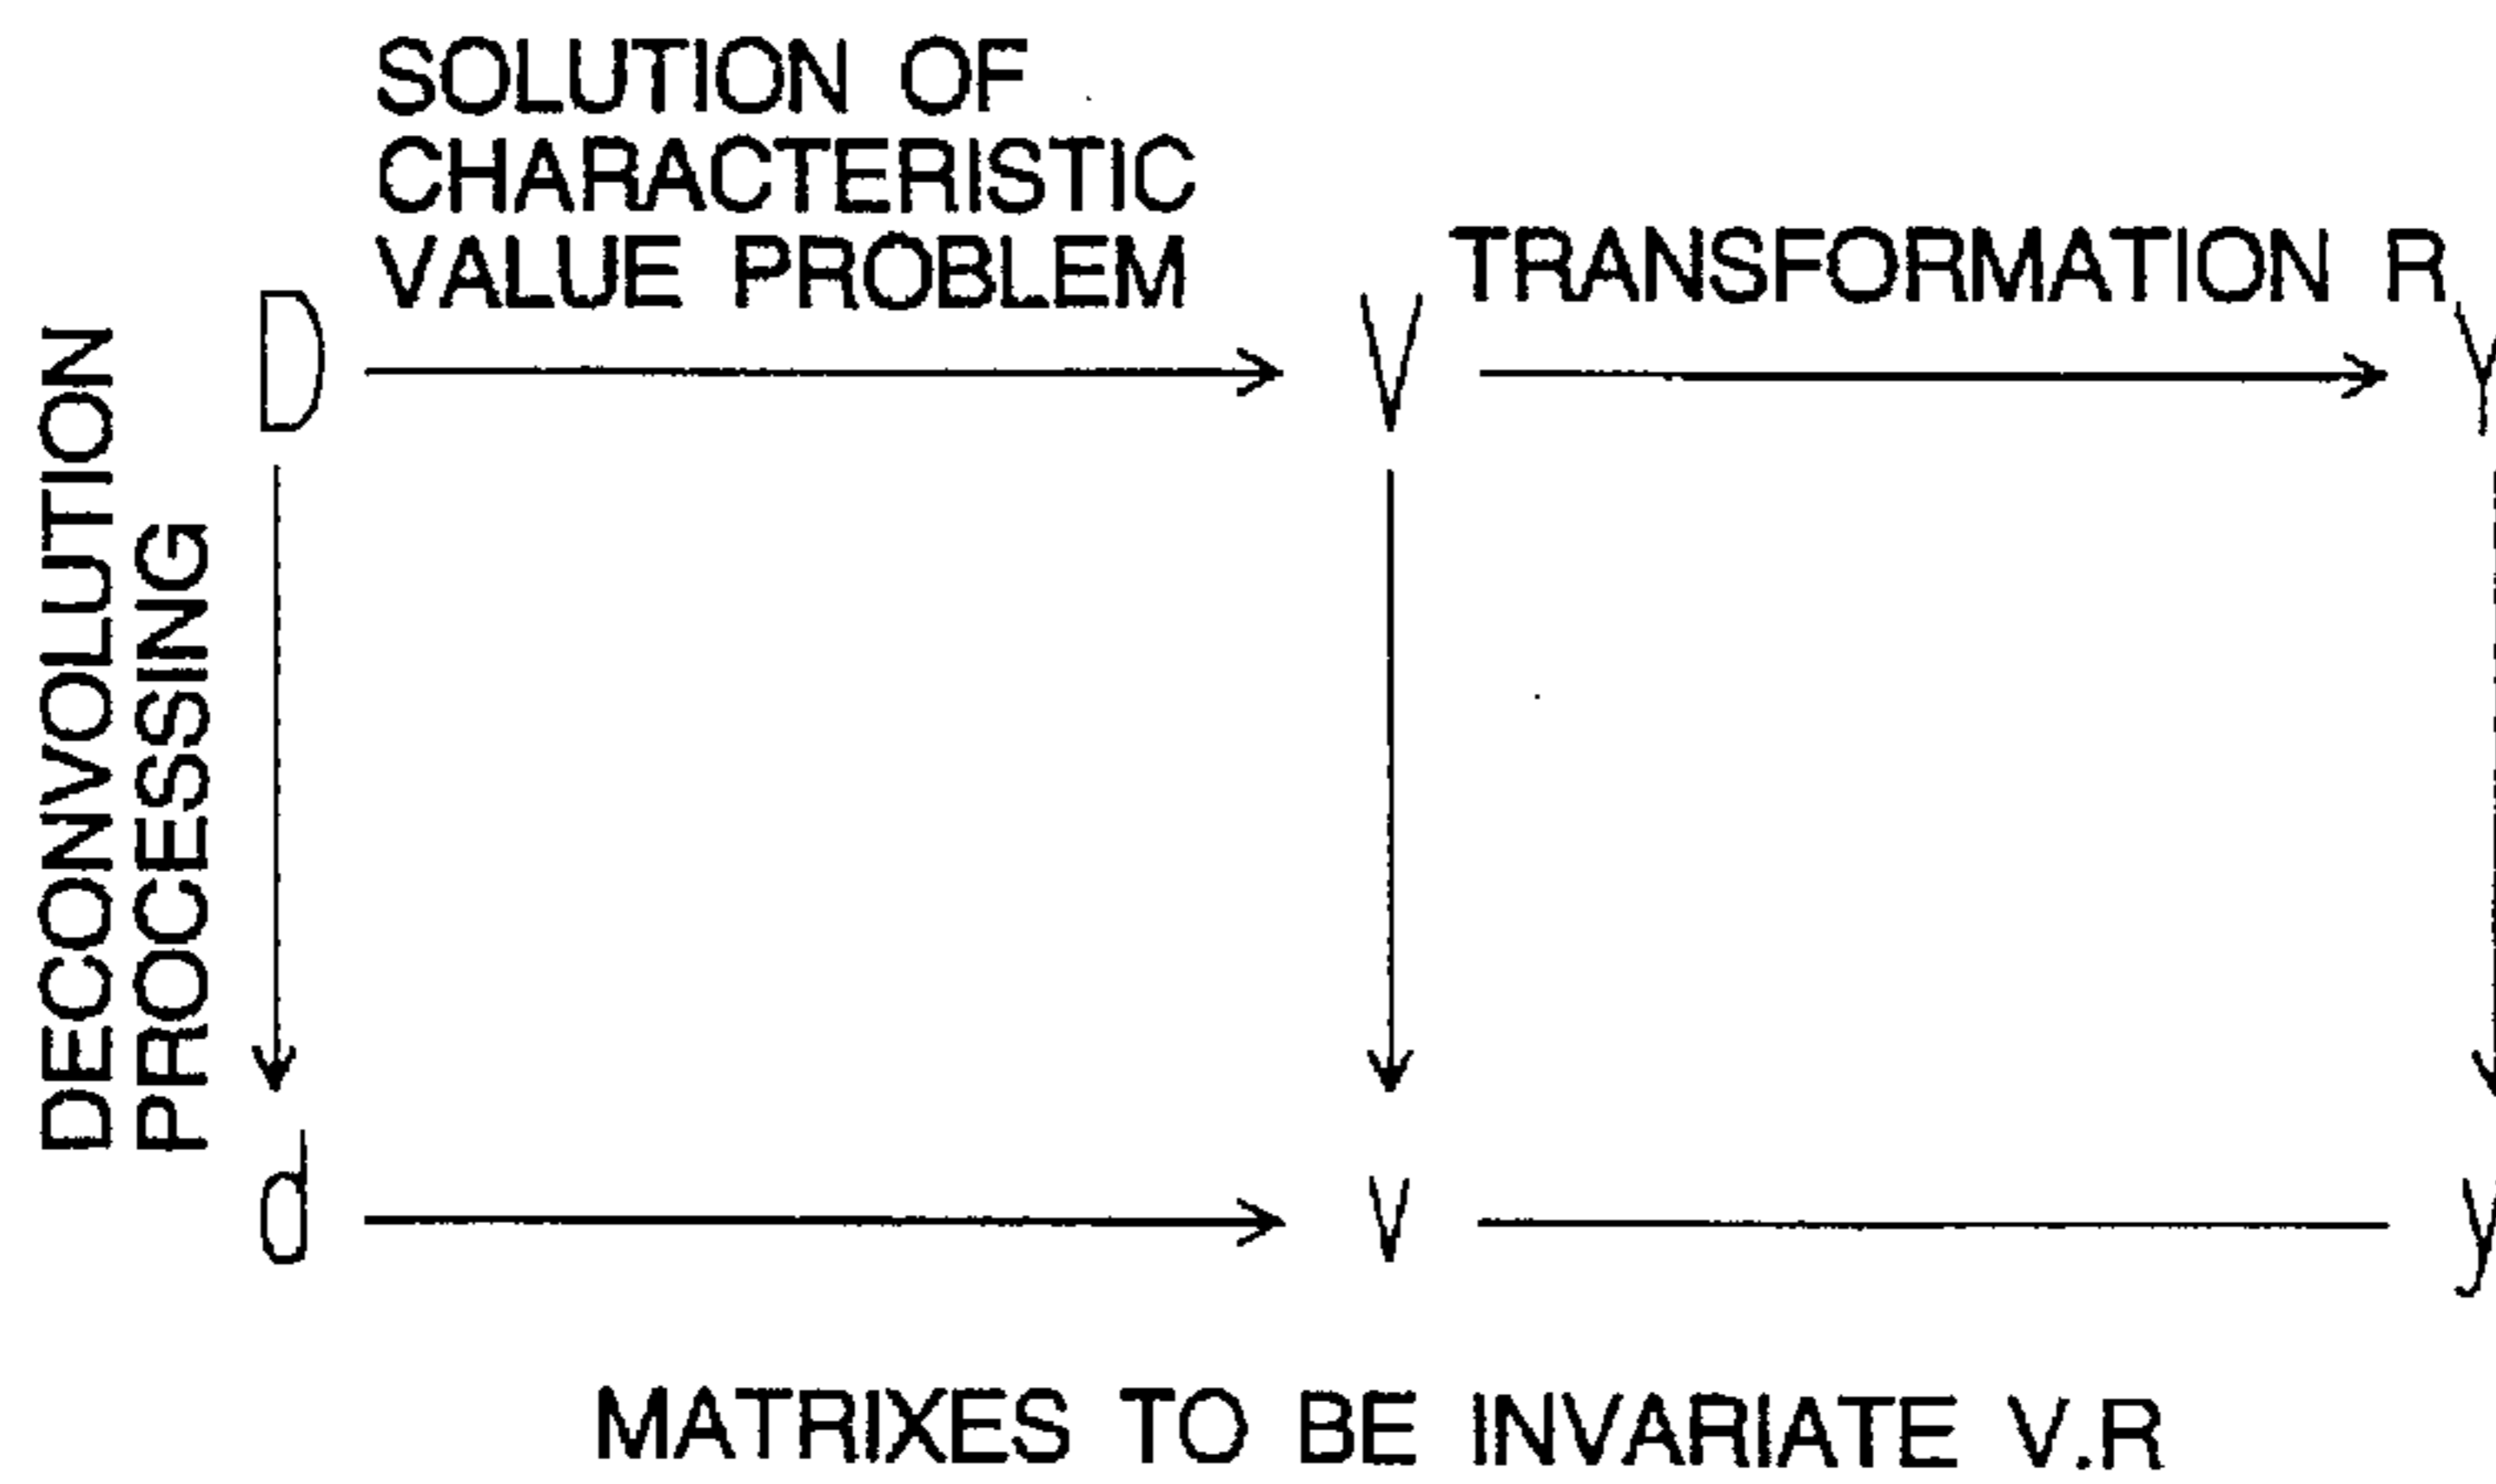 SOLUTION OF
CHARACTERISTIC
VALUE PROBLEM
TRANSFORMATION R
D
V
Y
DECONVOLUTION
PROCESSING
d
v
y
MATRIXES TO BE INVARIATE V.R